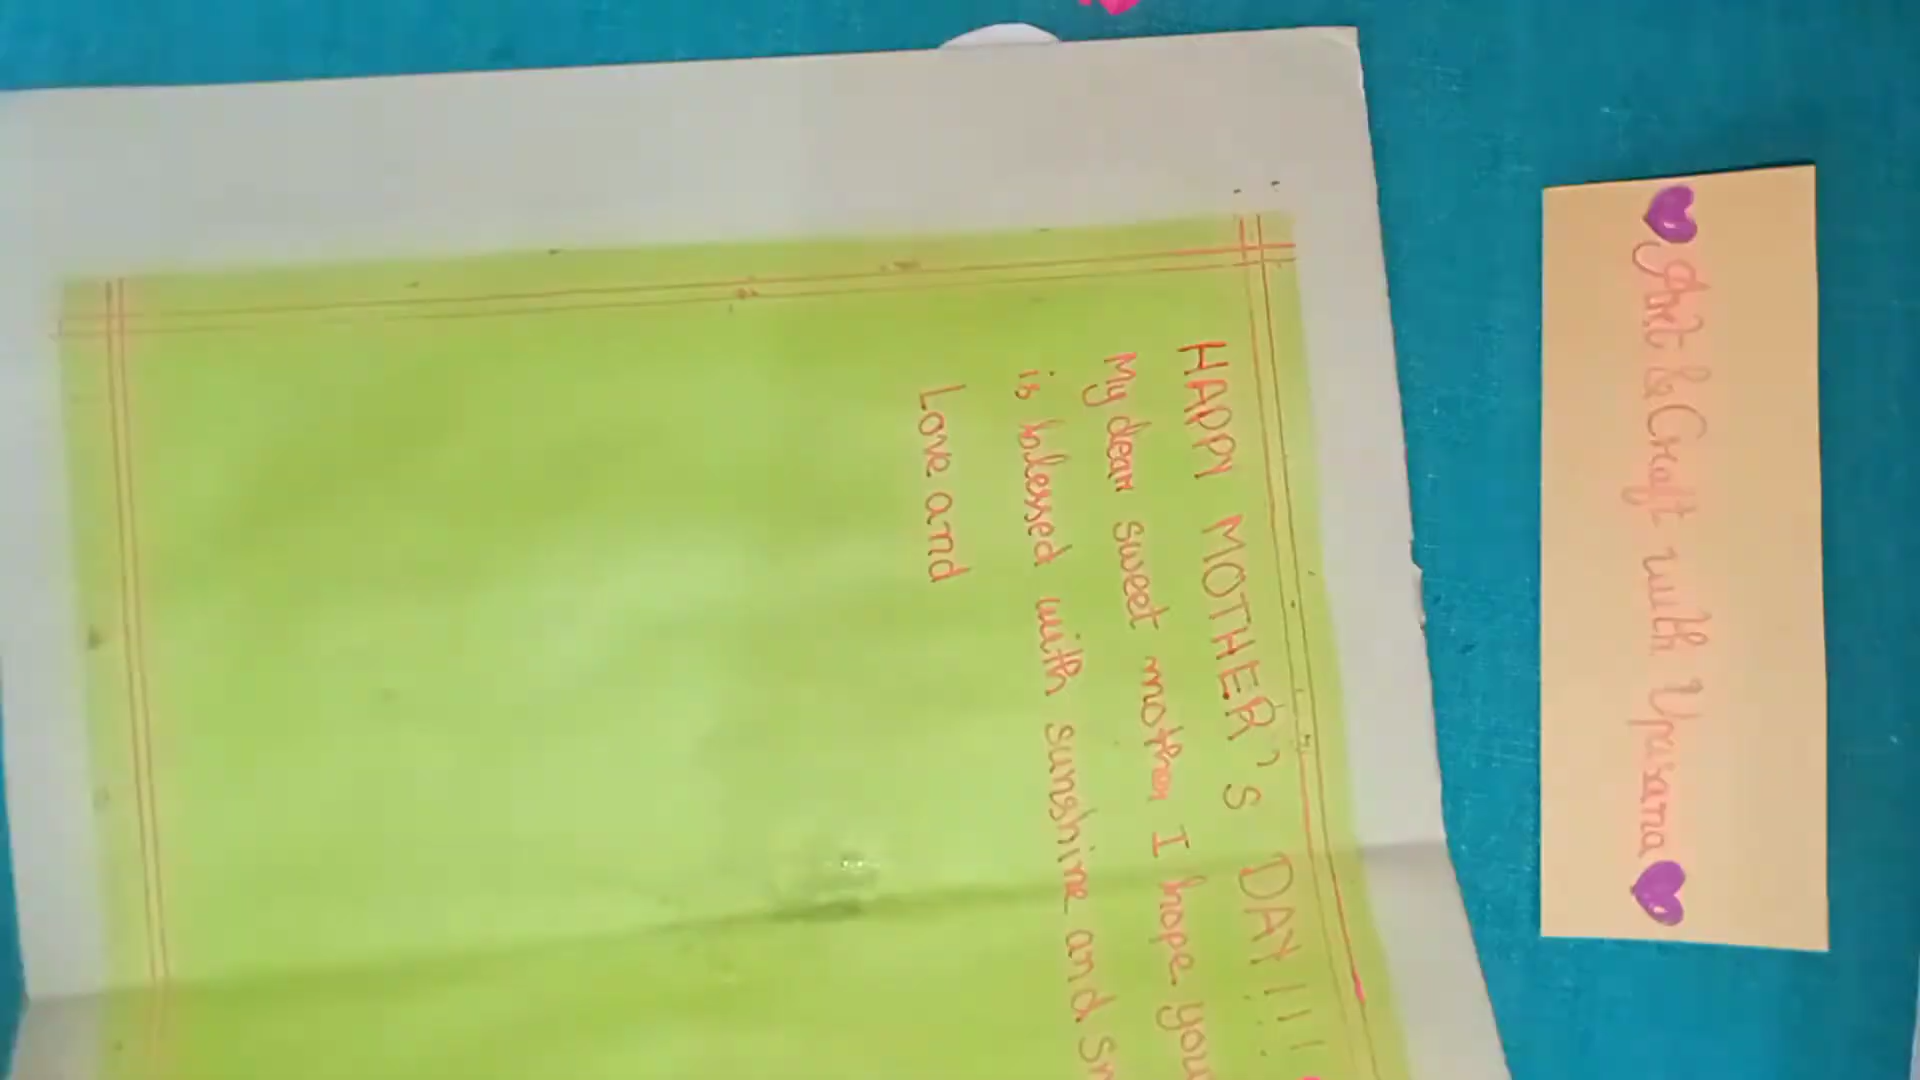 Art & Craft with Upasana
HAPPY MOTHER'S DAY!!!
My dear sweet mother I hope your
is blessed with sunshine and
Love and